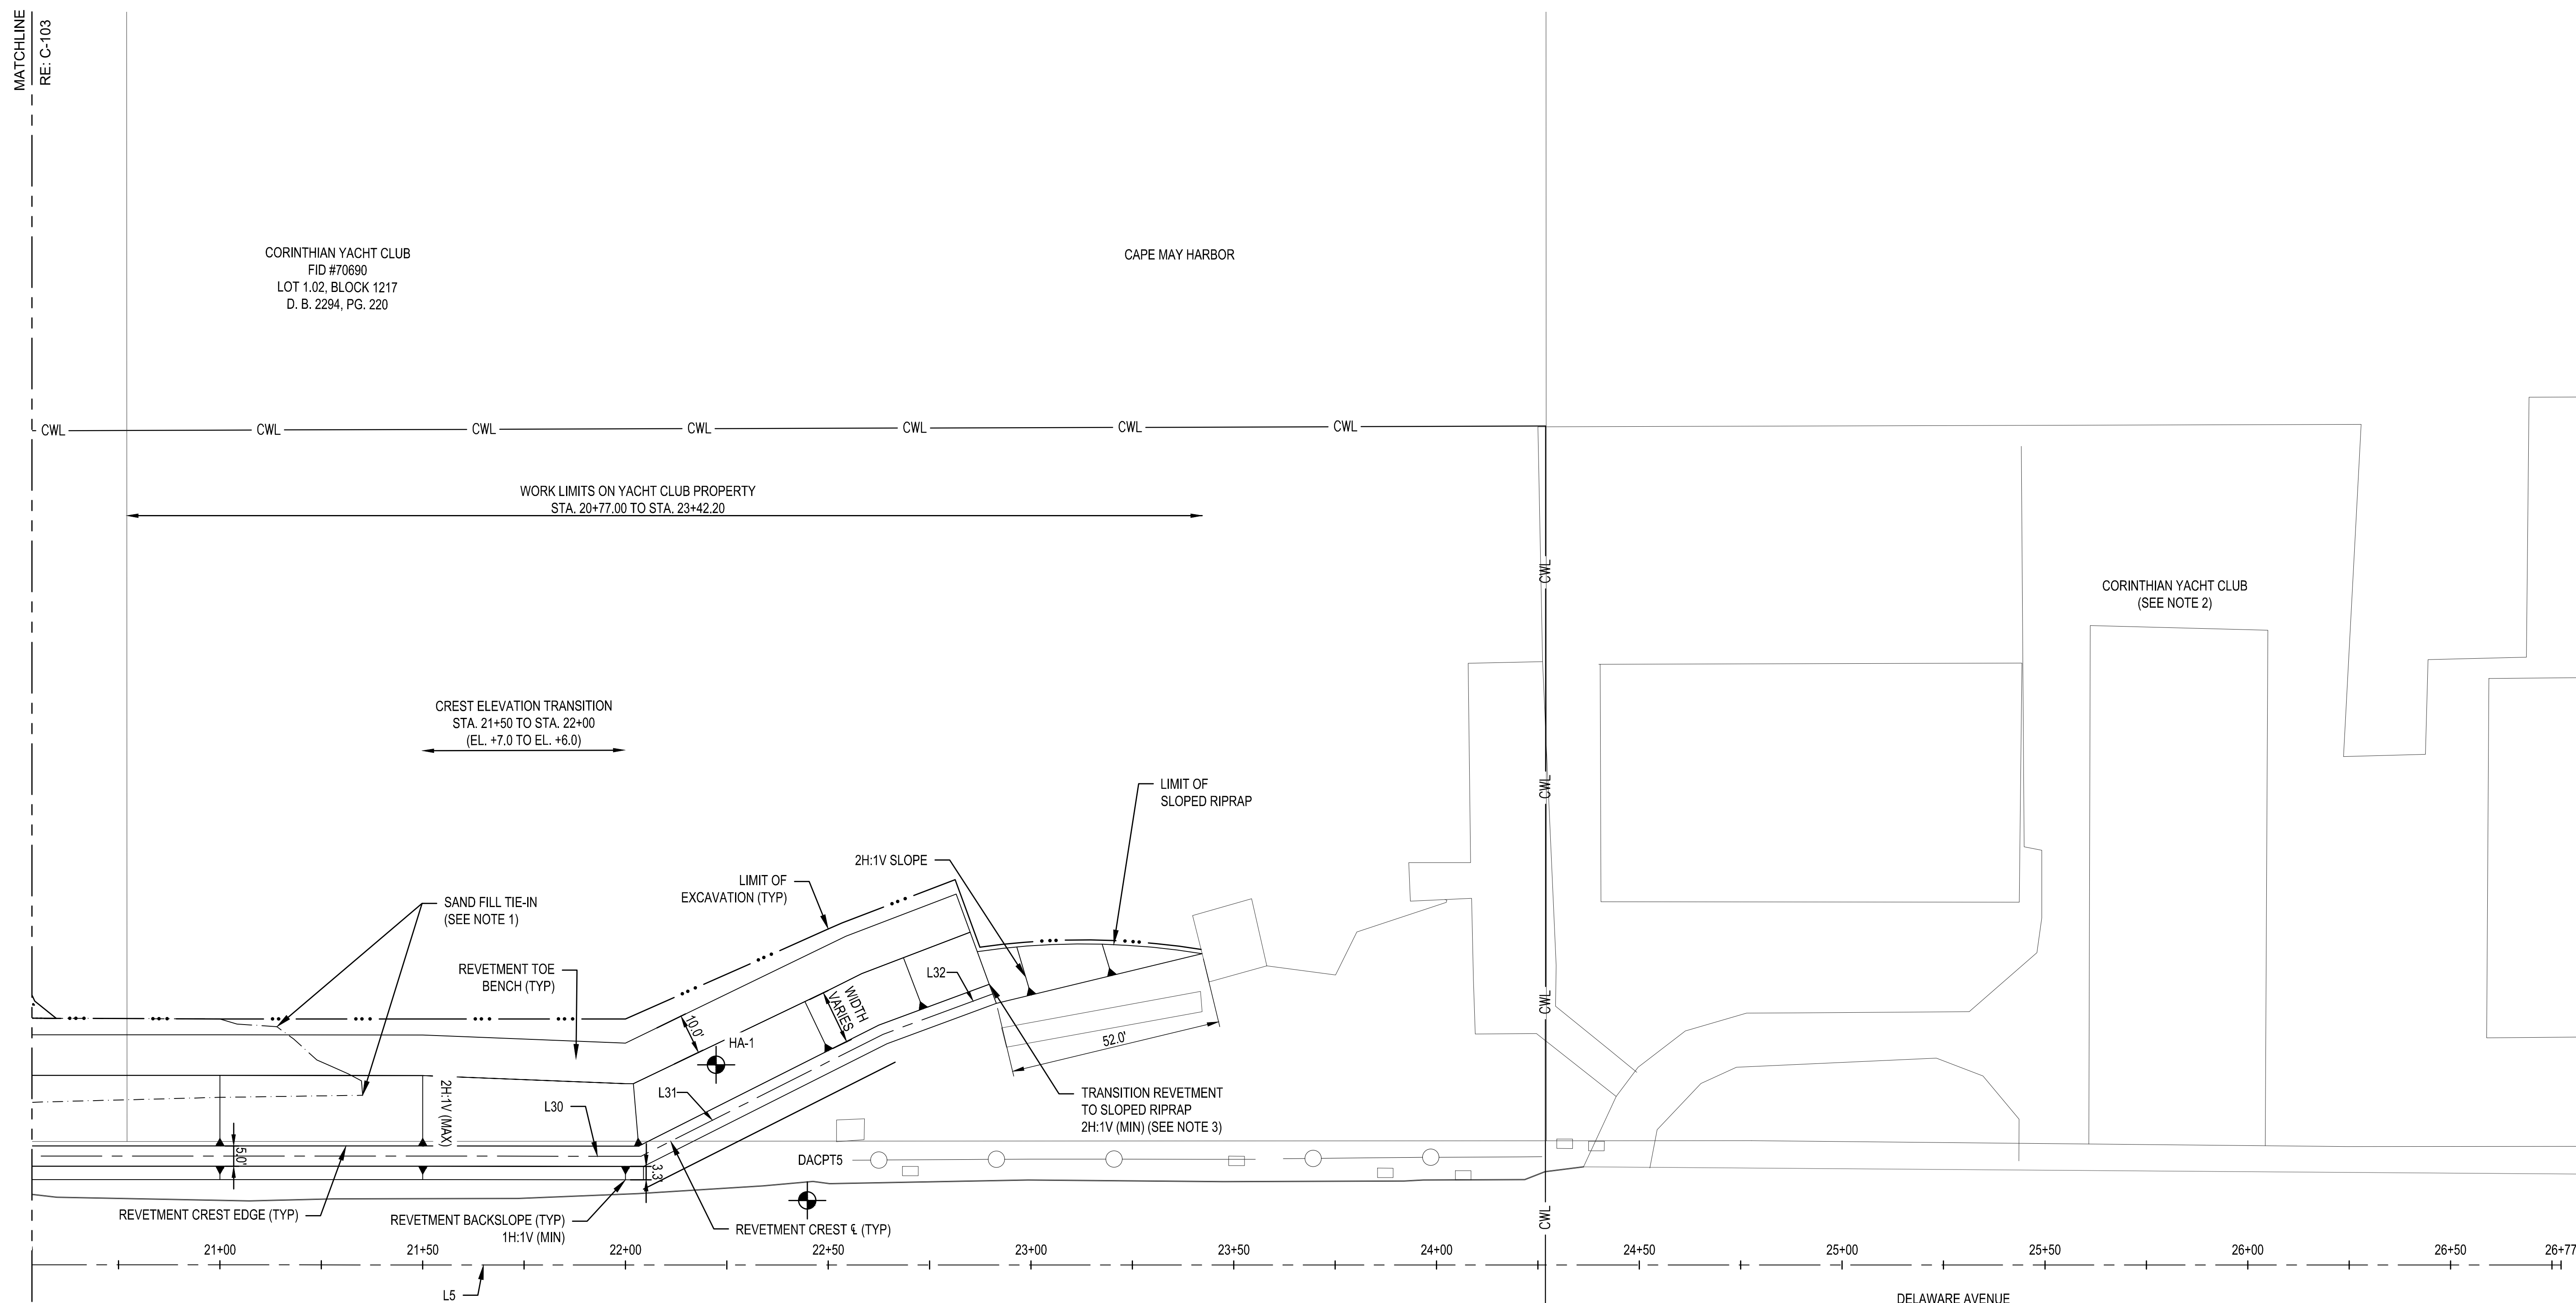 MATCHLINE
RE: C-103
CORINTHIAN YACHT CLUB
FID #70690
LOT 1.02, BLOCK 1217
D. B. 2294, PG. 220
CAPE MAY HARBOR
CWL
CWL
CWL
CWL
CWL
CWL
CWL
WORK LIMITS ON YACHT CLUB PROPERTY
STA. 20+77.00 TO STA. 23+42.20
CWL
CORINTHIAN YACHT CLUB
(SEE NOTE 2)
CREST ELEVATION TRANSITION
STA. 21+50 TO STA. 22+00
(EL. +7.0 TO EL. +6.0)
CWL
LIMIT OF
SLOPED RIPRAP
2H:1V SLOPE
LIMIT OF
EXCAVATION (TYP)
SAND FILL TIE-IN
(SEE NOTE 1)
REVETMENT TOE
BENCH (TYP)
L32
WIDTH
VARIES
CWL
10.0'
HA-1
52.0'
2H:1V (MAX)
L31
L30
TRANSITION REVETMENT
TO SLOPED RIPRAP
2H:1V (MIN) (SEE NOTE 3)
5.0'
3.3'
DACPT5
REVETMENT CREST EDGE (TYP)
REVETMENT BACKSLOPE (TYP)
1H:1V (MIN)
REVETMENT CREST ℄ (TYP)
CWL
21+00
21+50
22+00
22+50
23+00
23+50
24+00
24+50
25+00
25+50
26+00
26+50
26+77
L5
DELAWARE AVENUE